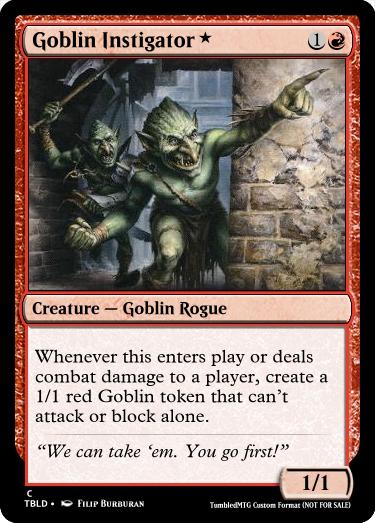 Goblin Instigator ★ 1
Creature — Goblin Rogue
Whenever this enters play or deals
combat damage to a player, create a
1/1 red Goblin token that can’t
attack or block alone.
“We can take ‘em. You go first!”
1/1
C
TBLD • Filip Burburan
TumbledMTG Custom Format (NOT FOR SALE)